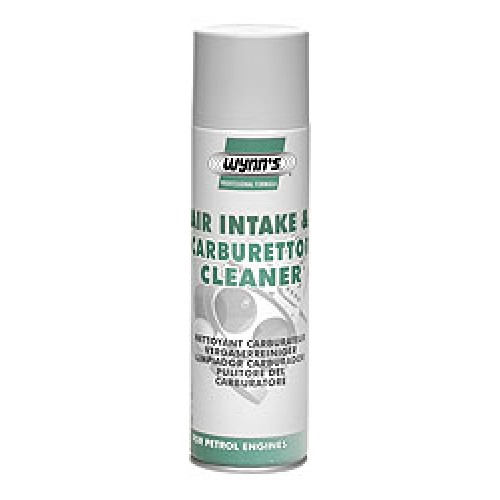 wynn's
PROFESSIONAL FORMULA
AIR INTAKE &
CARBURETTOR
CLEANER
NETTOYANT CARBURATEUR
VERGASERREINIGER
LIMPIADOR CARBURADOR
PULITORE DEL
CARBURATORE
FOR PETROL ENGINES